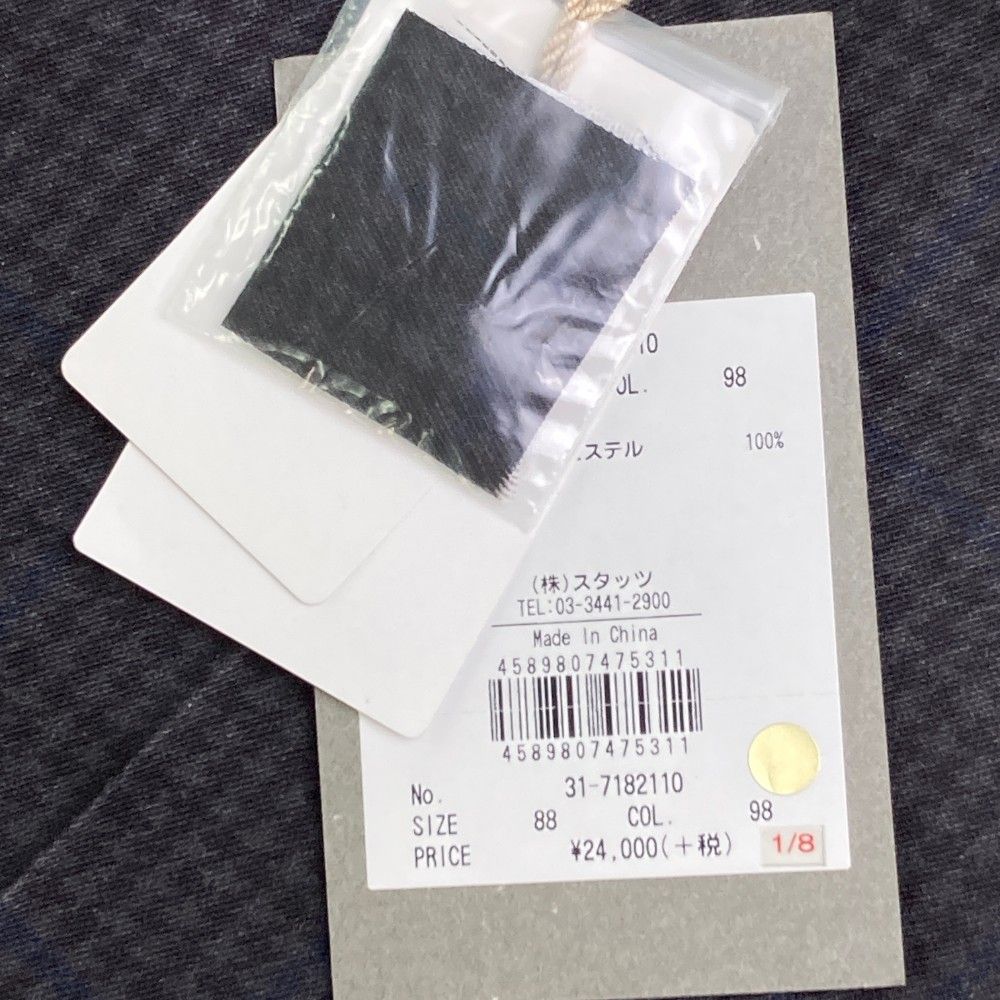 10
OL. 98
ステル 100%
(株)スタッツ
TEL:03-3441-2900
Made In China
4589807475311
4589807475311
No. 31-7182110
SIZE 88 COL. 98
PRICE ¥24,000(+税) 1/8